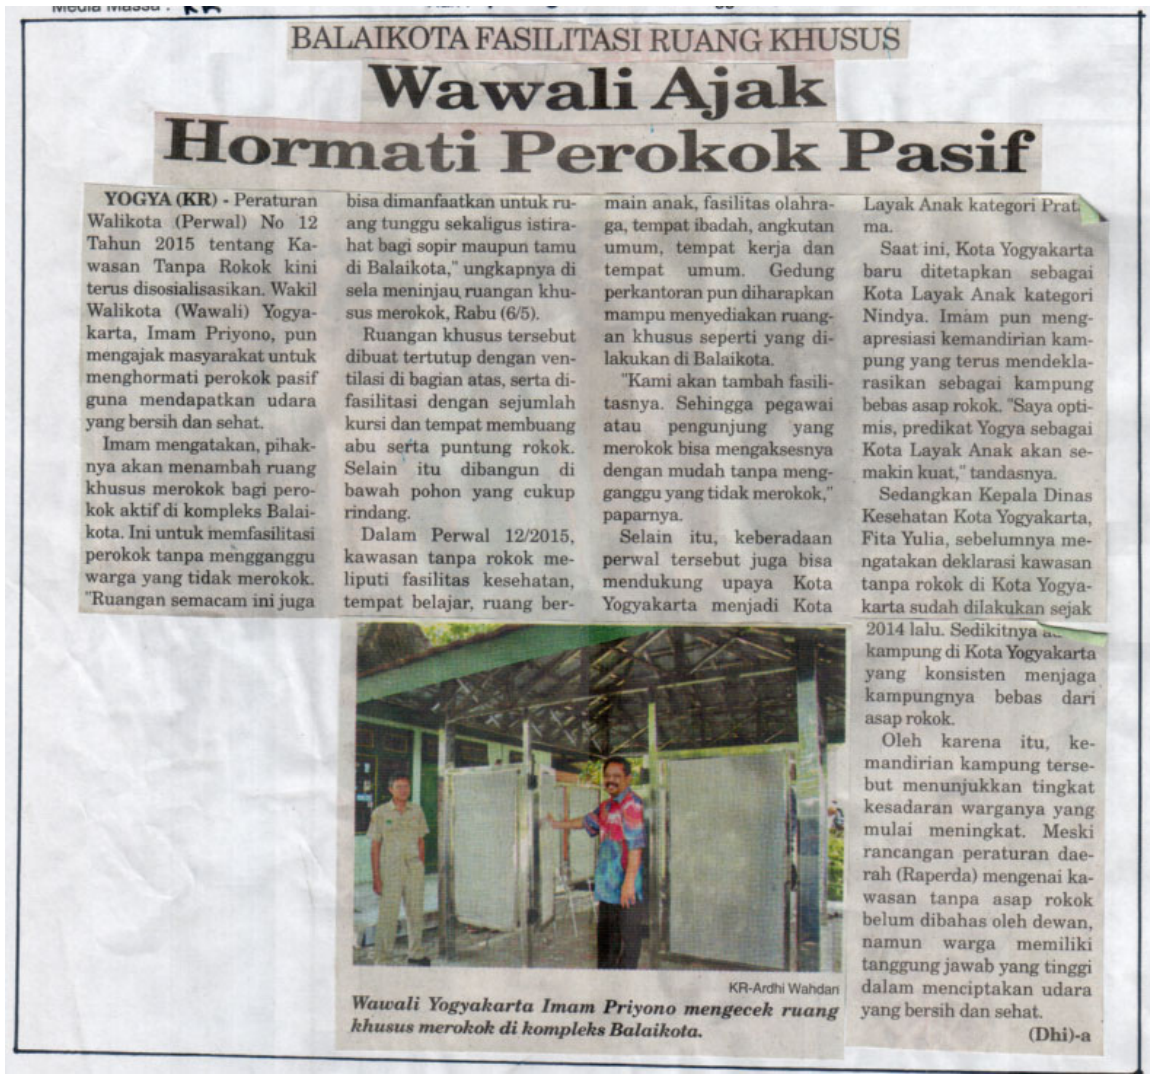 Media Massa : KR
BALAIKOTA FASILITASI RUANG KHUSUS
Wawali Ajak
Hormati Perokok Pasif
YOGYA (KR) - Peraturan
Walikota (Perwal) No 12
Tahun 2015 tentang Ka-
wasan Tanpa Rokok kini
terus disosialisasikan. Wakil
Walikota (Wawali) Yogya-
karta, Imam Priyono, pun
mengajak masyarakat untuk
menghormati perokok pasif
guna mendapatkan udara
yang bersih dan sehat.
Imam mengatakan, pihak-
nya akan menambah ruang
khusus merokok bagi pero-
kok aktif di kompleks Balai-
kota. Ini untuk memfasilitasi
perokok tanpa mengganggu
warga yang tidak merokok.
"Ruangan semacam ini juga
bisa dimanfaatkan untuk ru-
ang tunggu sekaligus istira-
hat bagi sopir maupun tamu
di Balaikota," ungkapnya di
sela meninjau ruangan khu-
sus merokok, Rabu (6/5).
Ruangan khusus tersebut
dibuat tertutup dengan ven-
tilasi di bagian atas, serta di-
fasilitasi dengan sejumlah
kursi dan tempat membuang
abu serta puntung rokok.
Selain itu dibangun di
bawah pohon yang cukup
rindang.
Dalam Perwal 12/2015,
kawasan tanpa rokok me-
liputi fasilitas kesehatan,
tempat belajar, ruang ber-
main anak, fasilitas olahra-
ga, tempat ibadah, angkutan
umum, tempat kerja dan
tempat umum. Gedung
perkantoran pun diharapkan
mampu menyediakan ruang-
an khusus seperti yang di-
lakukan di Balaikota.
"Kami akan tambah fasili-
tasnya. Sehingga pegawai
atau pengunjung yang
merokok bisa mengaksesnya
dengan mudah tanpa meng-
ganggu yang tidak merokok,"
paparnya.
Selain itu, keberadaan
perwal tersebut juga bisa
mendukung upaya Kota
Yogyakarta menjadi Kota
Layak Anak kategori Prata-
ma.
Saat ini, Kota Yogyakarta
baru ditetapkan sebagai
Kota Layak Anak kategori
Nindya. Imam pun meng-
apresiasi kemandirian kam-
pung yang terus mendekla-
rasikan sebagai kampung
bebas asap rokok. "Saya opti-
mis, predikat Yogya sebagai
Kota Layak Anak akan se-
makin kuat," tandasnya.
Sedangkan Kepala Dinas
Kesehatan Kota Yogyakarta,
Fita Yulia, sebelumnya me-
ngatakan deklarasi kawasan
tanpa rokok di Kota Yogya-
karta sudah dilakukan sejak
2014 lalu. Sedikitnya
kampung di Kota Yogyakarta
yang konsisten menjaga
kampungnya bebas dari
asap rokok.
Oleh karena itu, ke-
mandirian kampung terse-
but menunjukkan tingkat
kesadaran warganya yang
mulai meningkat. Meski
rancangan peraturan dae-
rah (Raperda) mengenai ka-
wasan tanpa asap rokok
belum dibahas oleh dewan,
namun warga memiliki
tanggung jawab yang tinggi
dalam menciptakan udara
yang bersih dan sehat.
(Dhi)-a
KR-Ardhi Wahdan
Wawali Yogyakarta Imam Priyono mengecek ruang
khusus merokok di kompleks Balaikota.